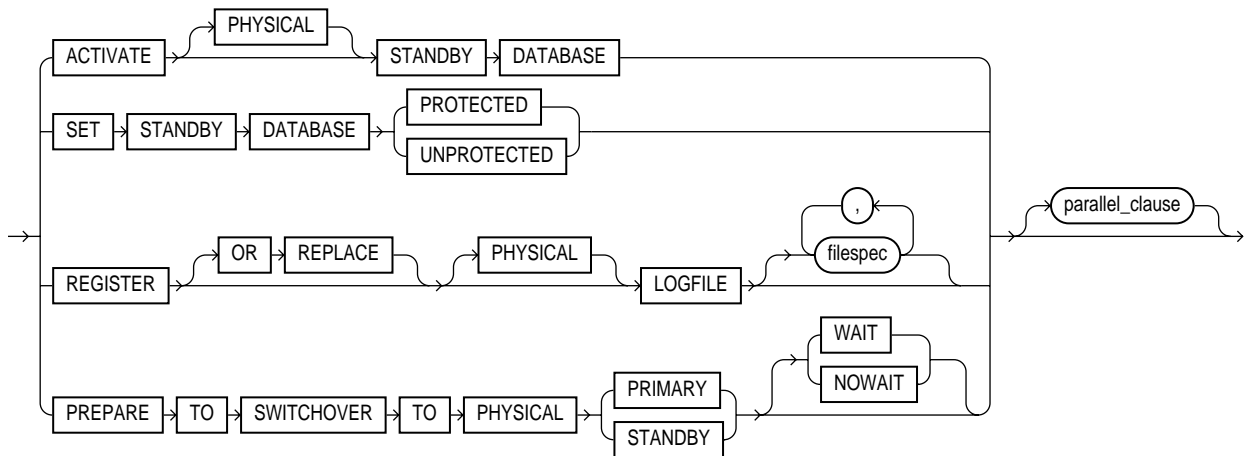 ACTIVATE PHYSICAL STANDBY DATABASE
SET STANDBY DATABASE PROTECTED
UNPROTECTED
REGISTER OR REPLACE PHYSICAL LOGFILE , filespec
parallel_clause
PREPARE TO SWITCHOVER TO PHYSICAL PRIMARY
STANDBY
WAIT
NOWAIT